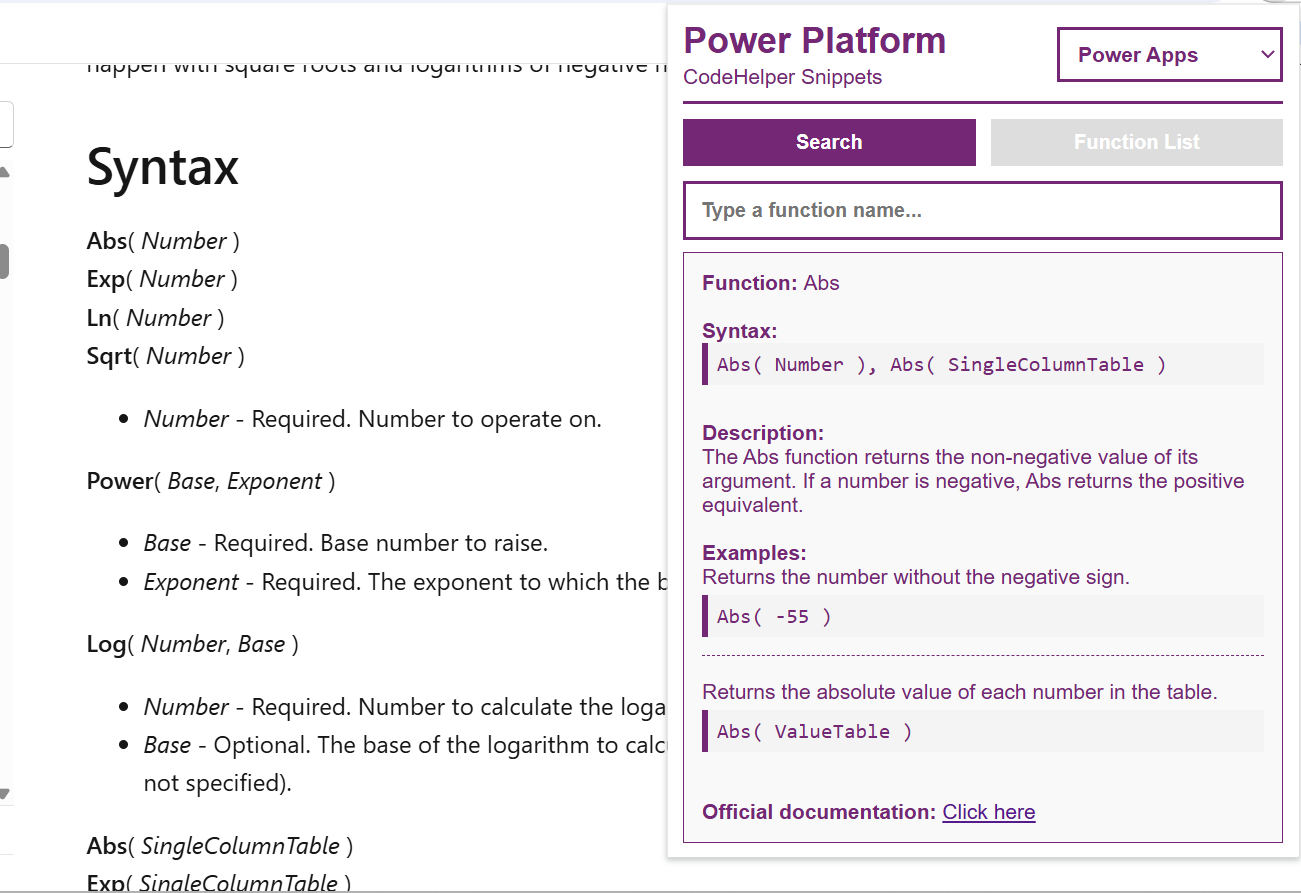 happen with square roots and logarithms of negative
Syntax
Abs( Number )
Exp( Number )
Ln( Number )
Sqrt( Number )
• Number - Required. Number to operate on.
Power( Base, Exponent )
• Base - Required. Base number to raise.
• Exponent - Required. The exponent to which the
Log( Number, Base )
• Number - Required. Number to calculate the
• Base - Optional. The base of the logarithm to
not specified).
Abs( SingleColumnTable )
Exp( SingleColumnTable )
Power Platform
CodeHelper Snippets
Power Apps
Search
Function List
Type a function name...
Function: Abs
Syntax:
Abs( Number ), Abs( SingleColumnTable )
Description:
The Abs function returns the non-negative value of its
argument. If a number is negative, Abs returns the positive
equivalent.
Examples:
Returns the number without the negative sign.
Abs( -55 )
Returns the absolute value of each number in the table.
Abs( ValueTable )
Official documentation: Click here